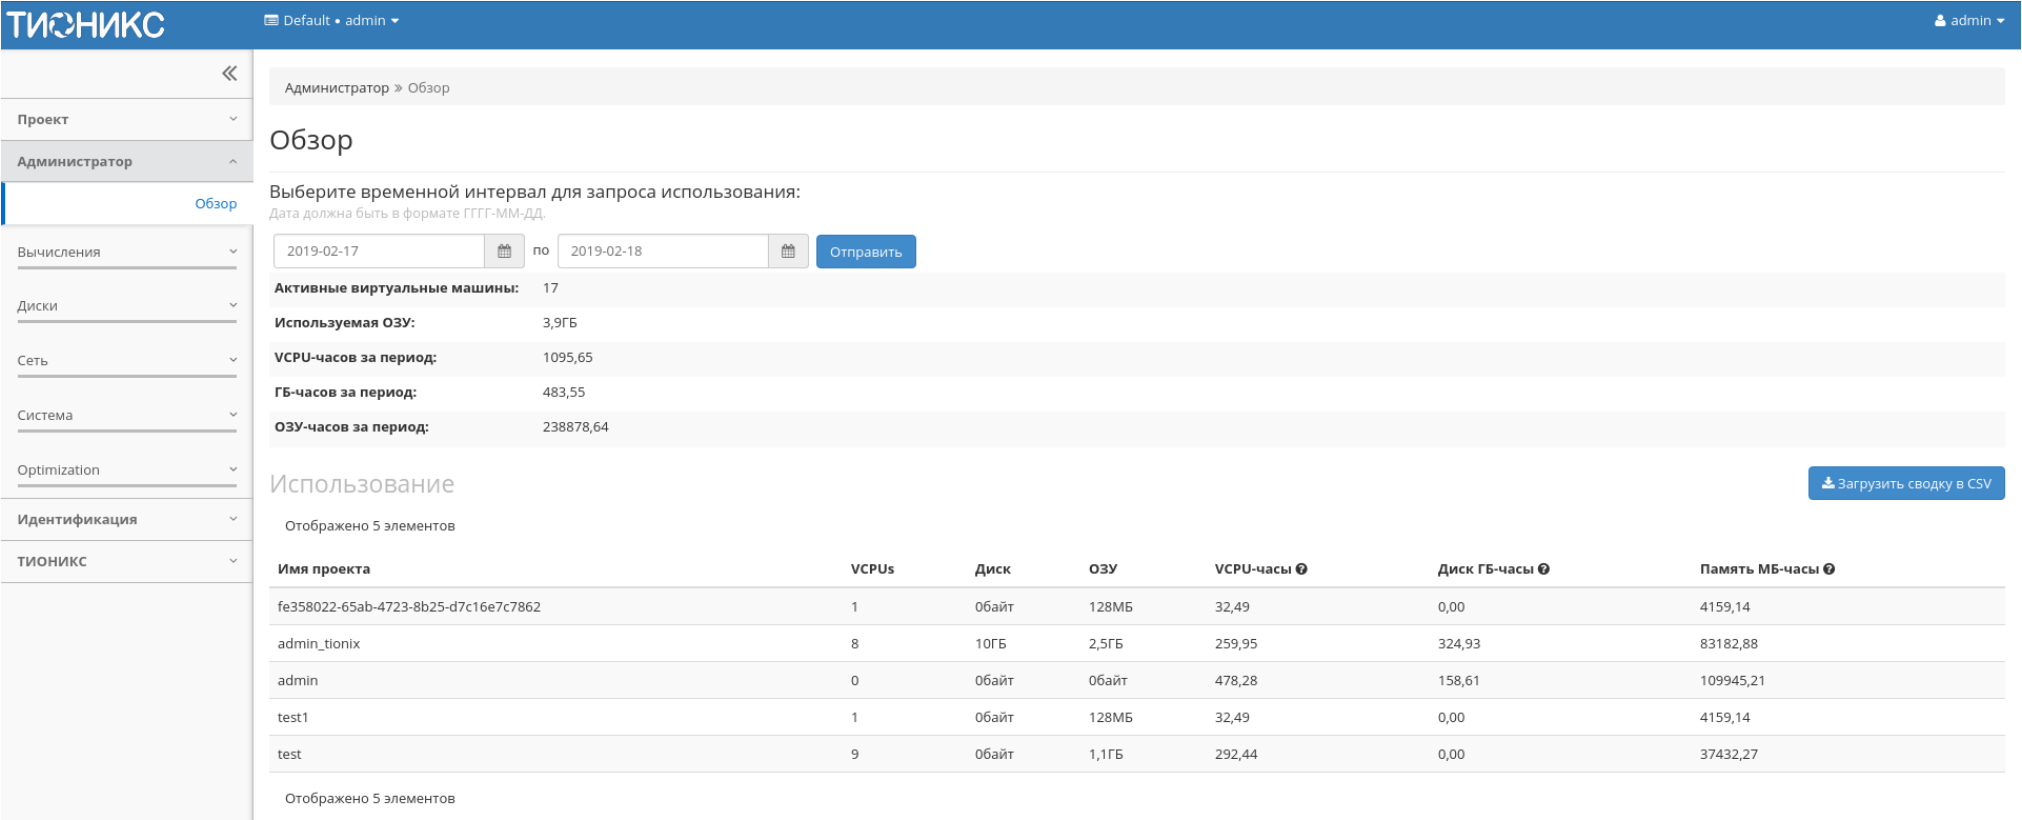 ТИОНИКС
Default • admin
admin
Проект
Администратор
Обзор
Вычисления
Диски
Сеть
Система
Optimization
Идентификация
ТИОНИКС
Администратор » Обзор
Обзор
Выберите временной интервал для запроса использования:
Дата должна быть в формате ГГГГ-ММ-ДД.
2019-02-17 по 2019-02-18 Отправить
Активные виртуальные машины: 17
Используемая ОЗУ: 3,9ГБ
VCPU-часов за период: 1095,65
ГБ-часов за период: 483,55
ОЗУ-часов за период: 238878,64
Использование
Загрузить сводку в CSV
Отображено 5 элементов
Имя проекта VCPUs Диск ОЗУ VCPU-часы Диск ГБ-часы Память МБ-часы
fe358022-65ab-4723-8b25-d7c16e7c7862 1 0байт 128МБ 32,49 0,00 4159,14
admin_tionix 8 10ГБ 2,5ГБ 259,95 324,93 83182,88
admin 0 0байт 0байт 478,28 158,61 109945,21
test1 1 0байт 128МБ 32,49 0,00 4159,14
test 9 0байт 1,1ГБ 292,44 0,00 37432,27
Отображено 5 элементов